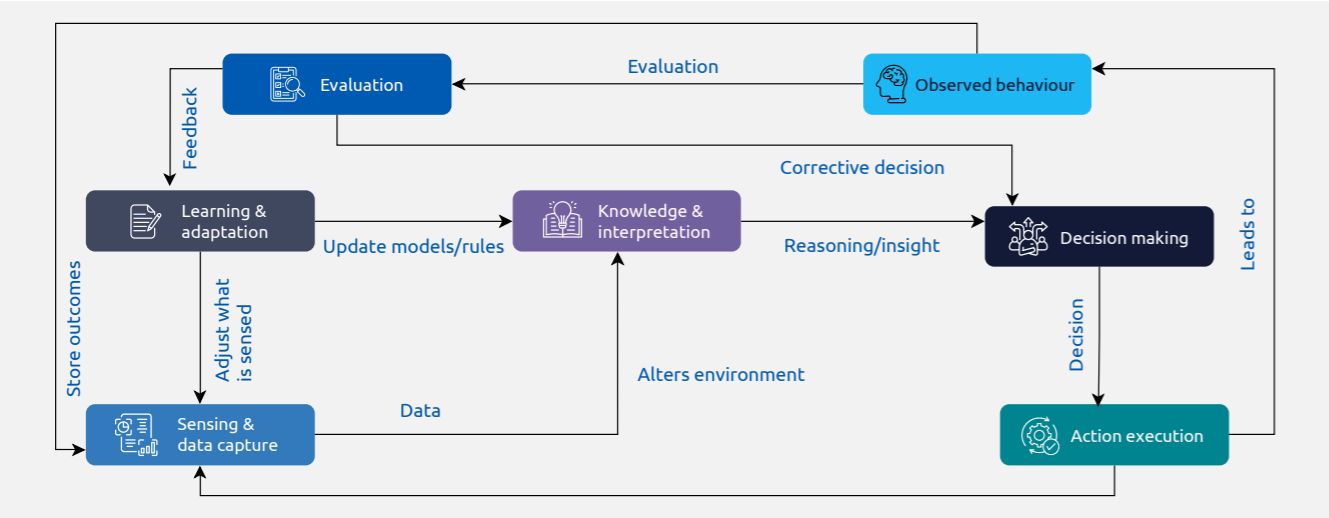 Evaluation
Evaluation
Observed behaviour
Feedback
Corrective decision
Learning &
adaptation
Update models/rules
Knowledge &
interpretation
Reasoning/insight
Decision making
Leads to
Store outcomes
Adjust what
is sensed
Alters environment
Decision
Sensing &
data capture
Data
Action execution